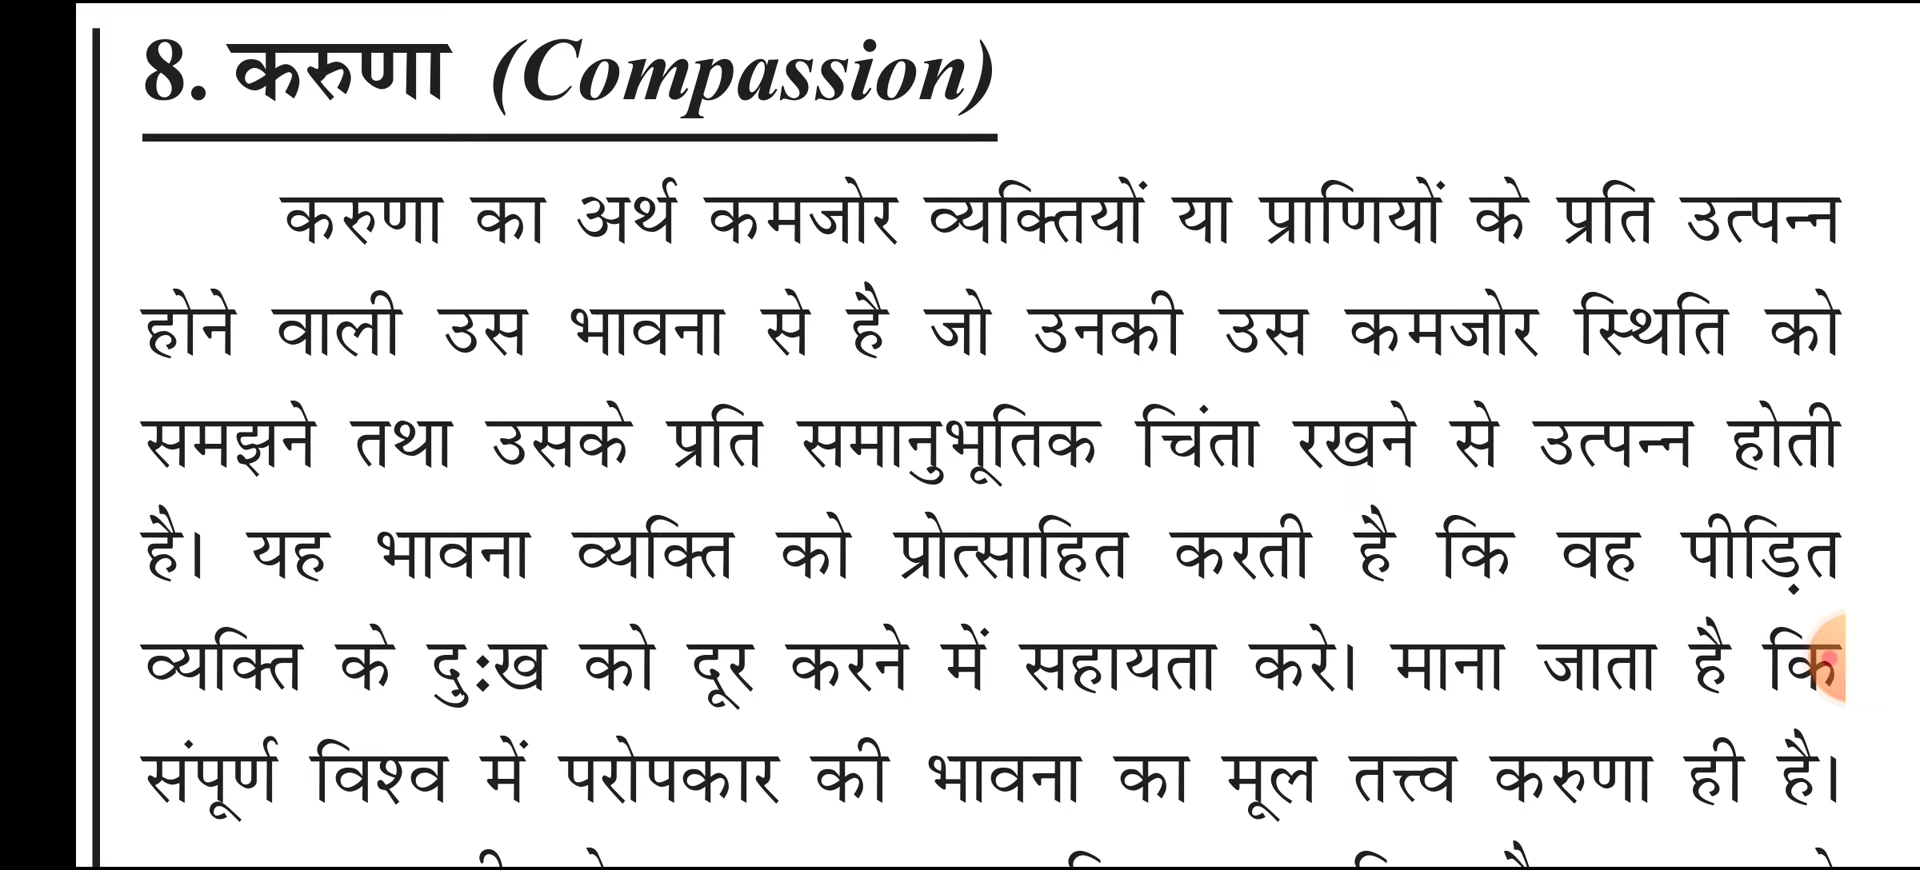 8. करुणा (Compassion)
करुणा का अर्थ कमजोर व्यक्तियों या प्राणियों के प्रति उत्पन्न
होने वाली उस भावना से है जो उनकी उस कमजोर स्थिति को
समझने तथा उसके प्रति समानुभूतिक चिंता रखने से उत्पन्न होती
है। यह भावना व्यक्ति को प्रोत्साहित करती है कि वह पीड़ित
व्यक्ति के दुःख को दूर करने में सहायता करे। माना जाता है कि
संपूर्ण विश्व में परोपकार की भावना का मूल तत्त्व करुणा ही है।